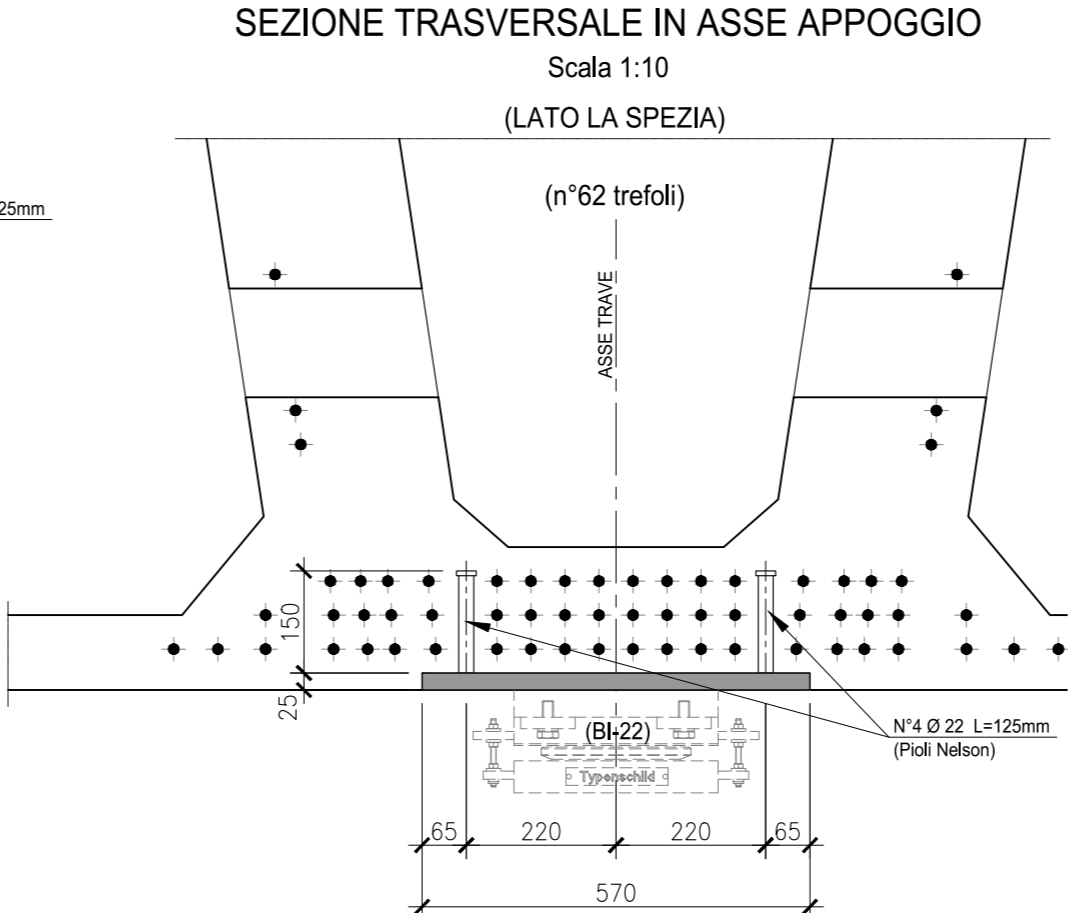 SEZIONE TRASVERSALE IN ASSE APPOGGIO
Scala 1:10
(LATO LA SPEZIA)
(n°62 trefoli)
25mm
ASSE TRAVE
150
25
(BI-22)
Typenschild
N°4 Ø 22 L=125mm
(Pioli Nelson)
65
220
220
65
570